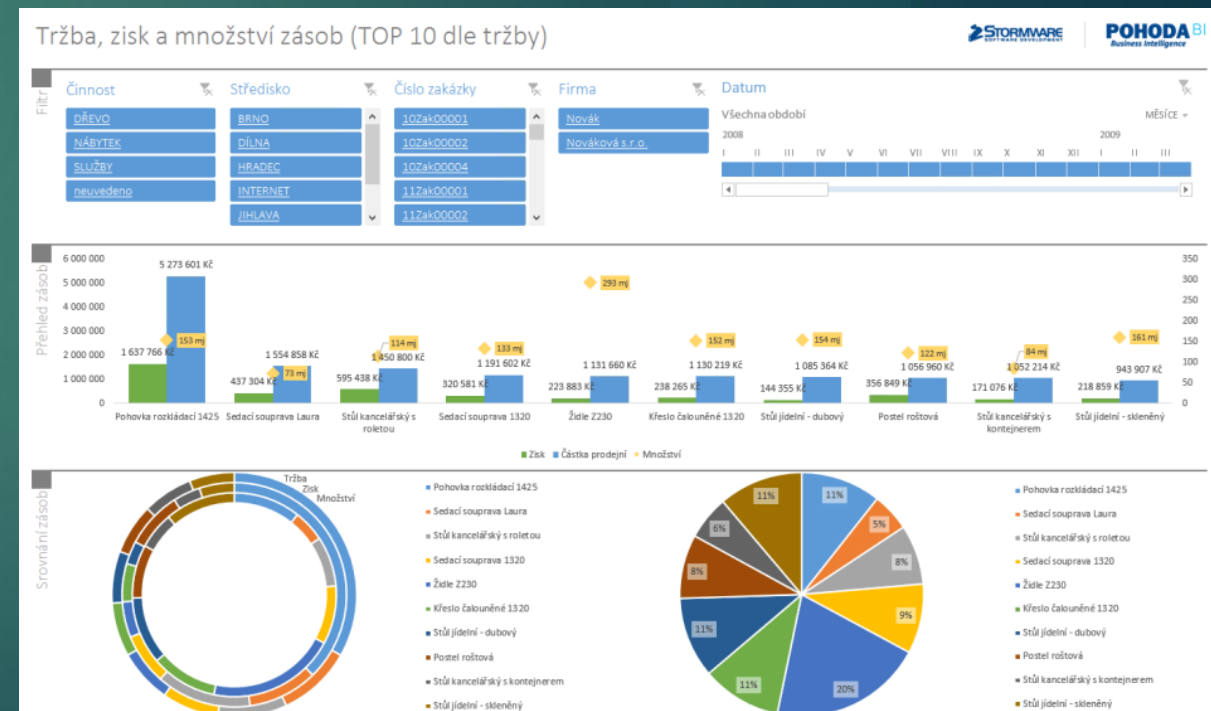 Tržba, zisk a množství zásob (TOP 10 dle tržby)
STORMWARE
SOFTWARE DEVELOPMENT
POHODA BI
Business Intelligence
Filtr
Činnost
DŘEVO
NÁBYTEK
SLUŽBY
neuvedeno
Středisko
BRNO
DÍLNA
HRADEC
INTERNET
JIHLAVA
Číslo zakázky
10Zak00001
10Zak00002
10Zak00004
11Zak00001
11Zak00002
Firma
Novák
Nováková s.r.o.
Datum
Všechna období
MĚSÍCE
2008 2009
I II III IV V VI VII VIII IX X XI XII I II III
Přehled zásob
6 000 000
5 000 000
4 000 000
3 000 000
2 000 000
1 000 000
0
350
300
250
200
150
100
50
0
1 637 766 Kč
5 273 601 Kč
153 mj
437 304 Kč
1 554 858 Kč
73 mj
595 438 Kč
1 450 800 Kč
114 mj
320 581 Kč
1 191 602 Kč
133 mj
223 883 Kč
1 131 660 Kč
293 mj
238 265 Kč
1 130 219 Kč
152 mj
144 355 Kč
1 085 364 Kč
154 mj
356 849 Kč
1 056 960 Kč
122 mj
171 076 Kč
1 052 214 Kč
84 mj
218 859 Kč
943 907 Kč
161 mj
Pohovka rozkládací 1425
Sedací souprava Laura
Stůl kancelářský s
roletou
Sedací souprava 1320
Židle Z230
Křeslo čalouněné 1320
Stůl jídelní - dubový
Postel roštová
Stůl kancelářský s
kontejnerem
Stůl jídelní - skleněný
Zisk Částka prodejní Množství
Srovnání zásob
Tržba
Zisk
Množství
Pohovka rozkládací 1425
Sedací souprava Laura
Stůl kancelářský s roletou
Sedací souprava 1320
Židle Z230
Křeslo čalouněné 1320
Stůl jídelní - dubový
Postel roštová
Stůl kancelářský s kontejnerem
Stůl jídelní - skleněný
11%
5%
8%
9%
20%
11%
11%
8%
6%
11%
Pohovka rozkládací 1425
Sedací souprava Laura
Stůl kancelářský s roletou
Sedací souprava 1320
Židle Z230
Křeslo čalouněné 1320
Stůl jídelní - dubový
Postel roštová
Stůl kancelářský s kontejnerem
Stůl jídelní - skleněný